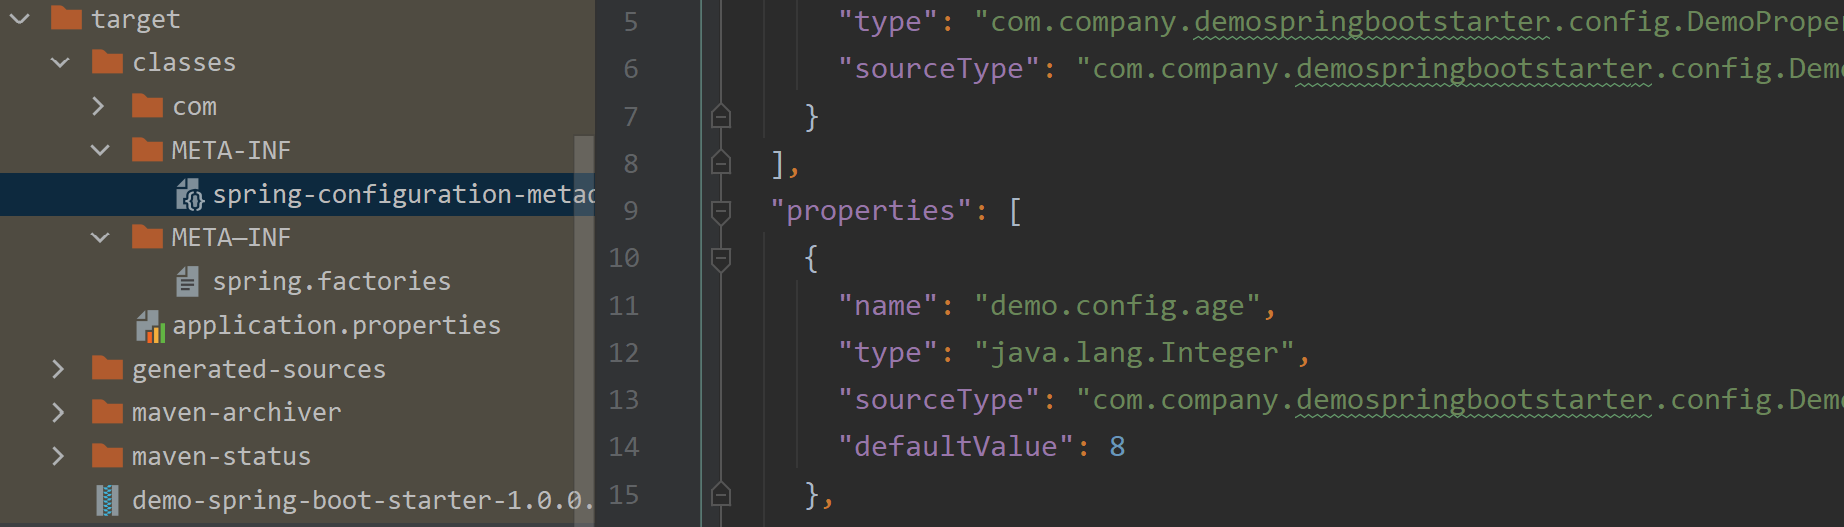 target
classes
com
META-INF
spring-configuration-metad
META—INF
spring.factories
application.properties
generated-sources
maven-archiver
maven-status
demo-spring-boot-starter-1.0.0.
5 "type": "com.company.demospringbootstarter.config.DemoProper
6 "sourceType": "com.company.demospringbootstarter.config.Demo
7 }
8 ],
9 "properties": [
10 {
11 "name": "demo.config.age",
12 "type": "java.lang.Integer",
13 "sourceType": "com.company.demospringbootstarter.config.Demo
14 "defaultValue": 8
15 },